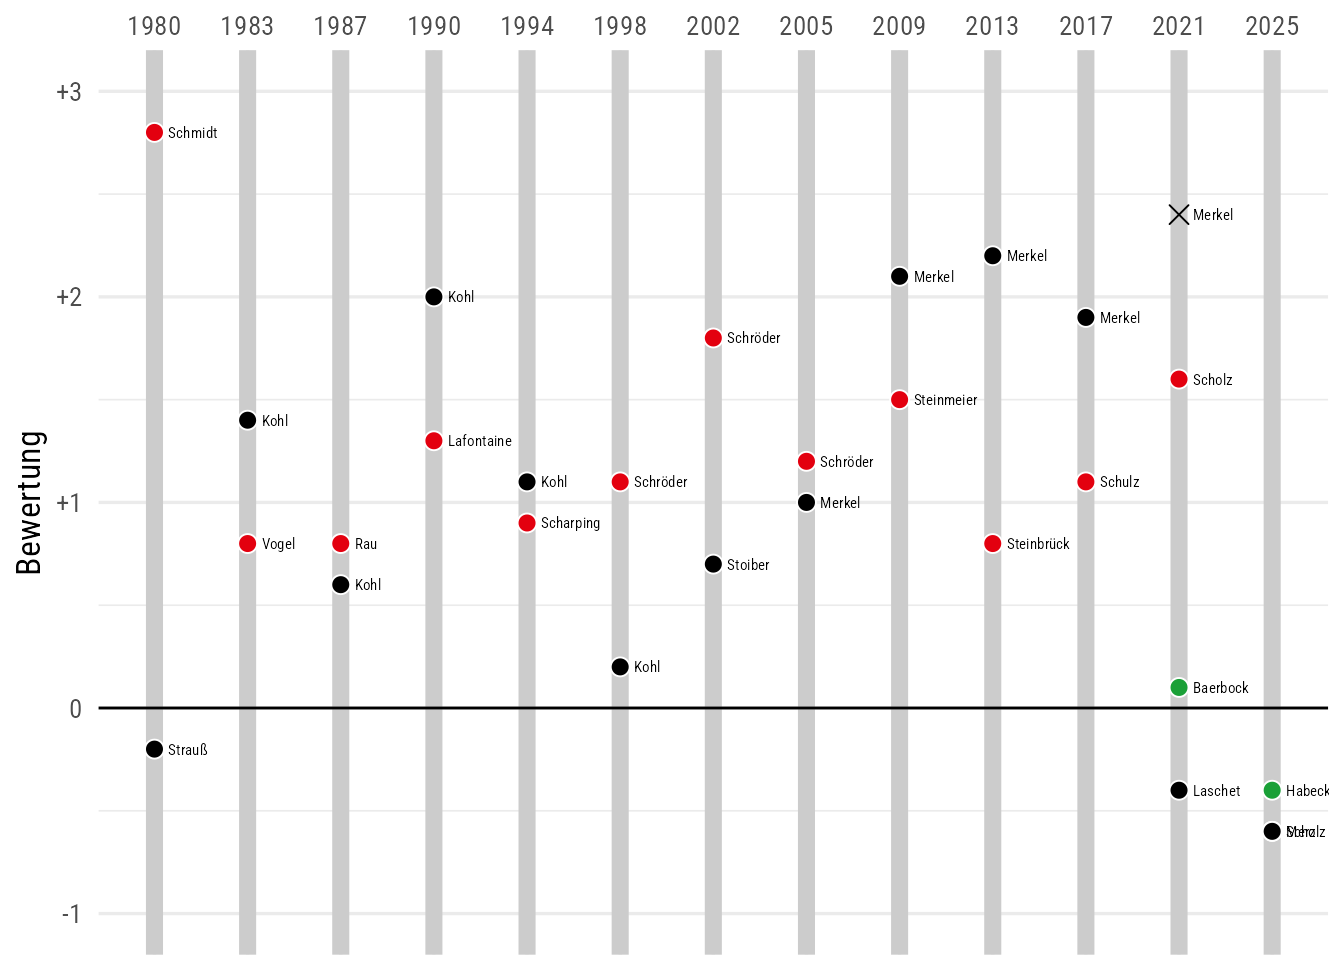 1980 1983 1987 1990 1994 1998 2002 2005 2009 2013 2017 2021 2025
+3
Schmidt
Merkel
Merkel
Merkel
+2
Kohl
Merkel
Schröder
Scholz
Steinmeier
Kohl
Lafontaine
Schröder
Kohl
Schröder
Schulz
Bewertung
+1
Merkel
Scharping
Vogel
Rau
Steinbrück
Kohl
Stoiber
Kohl
Baerbock
0
Strauß
Laschet
Habeck
Merz
Scholz
-1